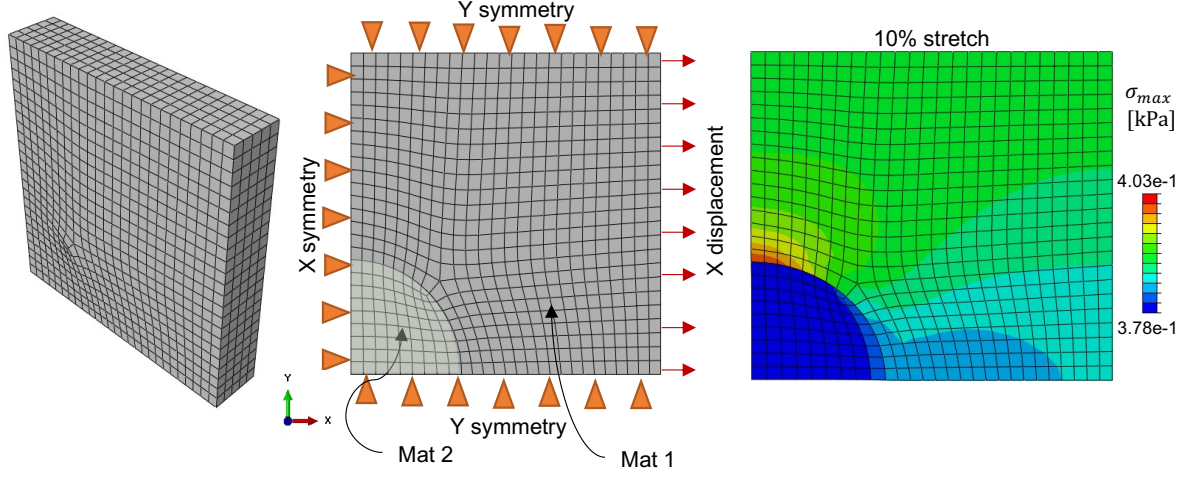 Y symmetry
10% stretch
X symmetry
X displacement
σmax
[kPa]
4.03e-1
3.78e-1
Y
X
Y symmetry
Mat 2
Mat 1